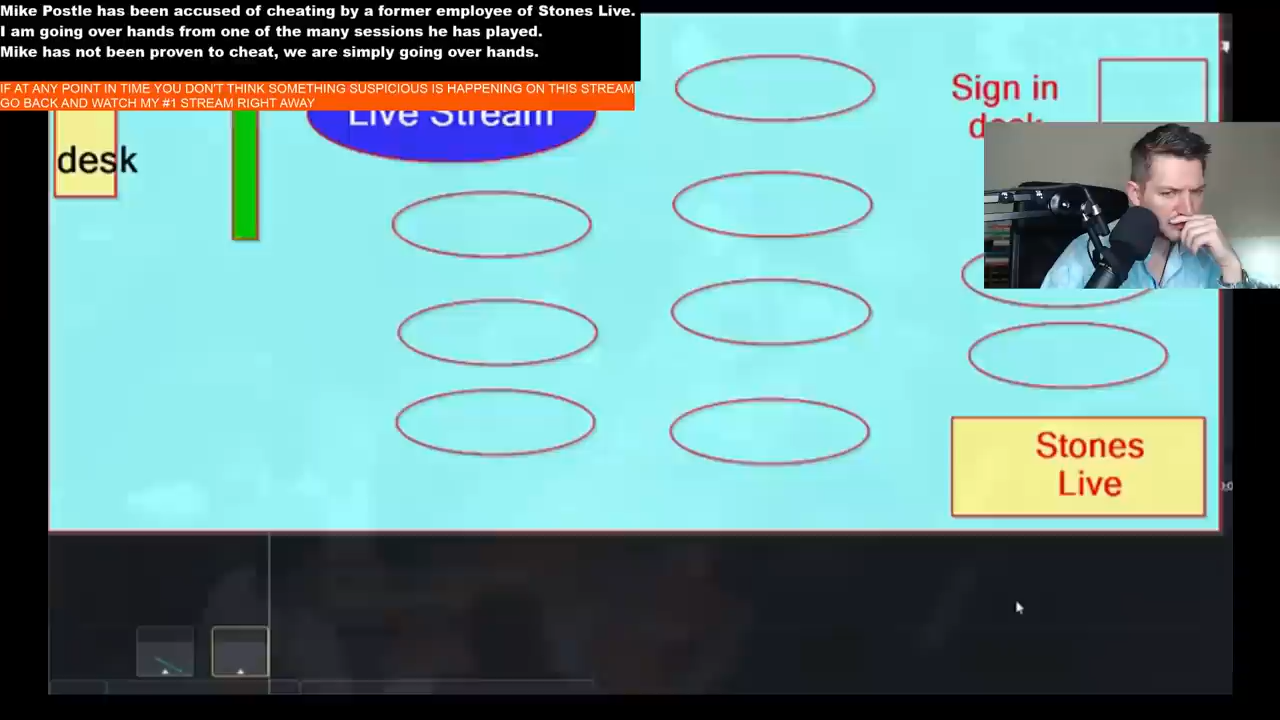 Mike Postle has been accused of cheating by a former employee of Stones Live.
I am going over hands from one of the many sessions he has played.
Mike has not been proven to cheat, we are simply going over hands.
IF AT ANY POINT IN TIME YOU DON'T THINK SOMETHING SUSPICIOUS IS HAPPENING ON THIS STREAM
GO BACK AND WATCH MY #1 STREAM RIGHT AWAY
Live Stream
Sign in
desk
desk
Stones
Live